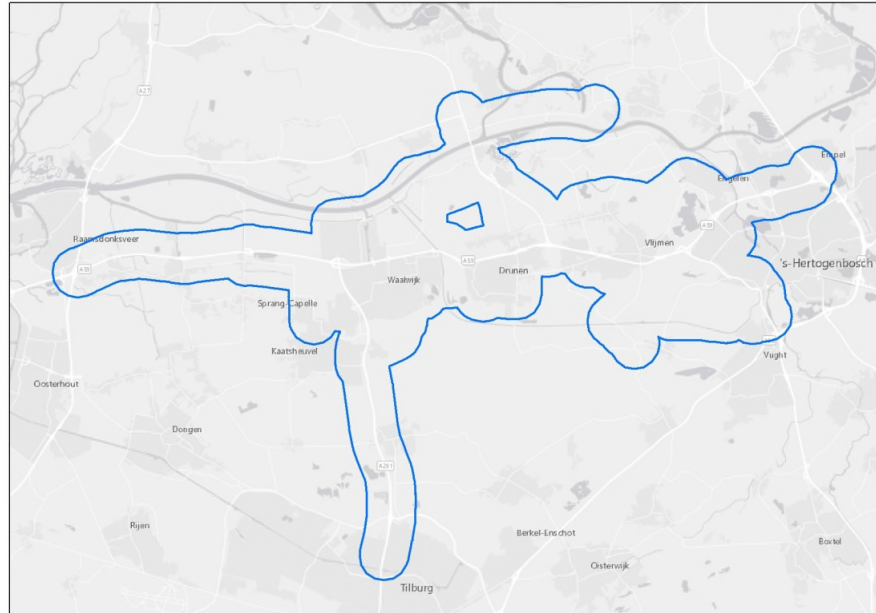 A27
Empel
Engelen
Raamsdonksveer
A59
Vlijmen
A59
's-Hertogenbosch
A59
Drunen
Waalwijk
Sprang-Capelle
Kaatsheuvel
Vught
Oosterhout
Dongen
A261
Rijen
Berkel-Enschot
Oisterwijk
Boxtel
Tilburg